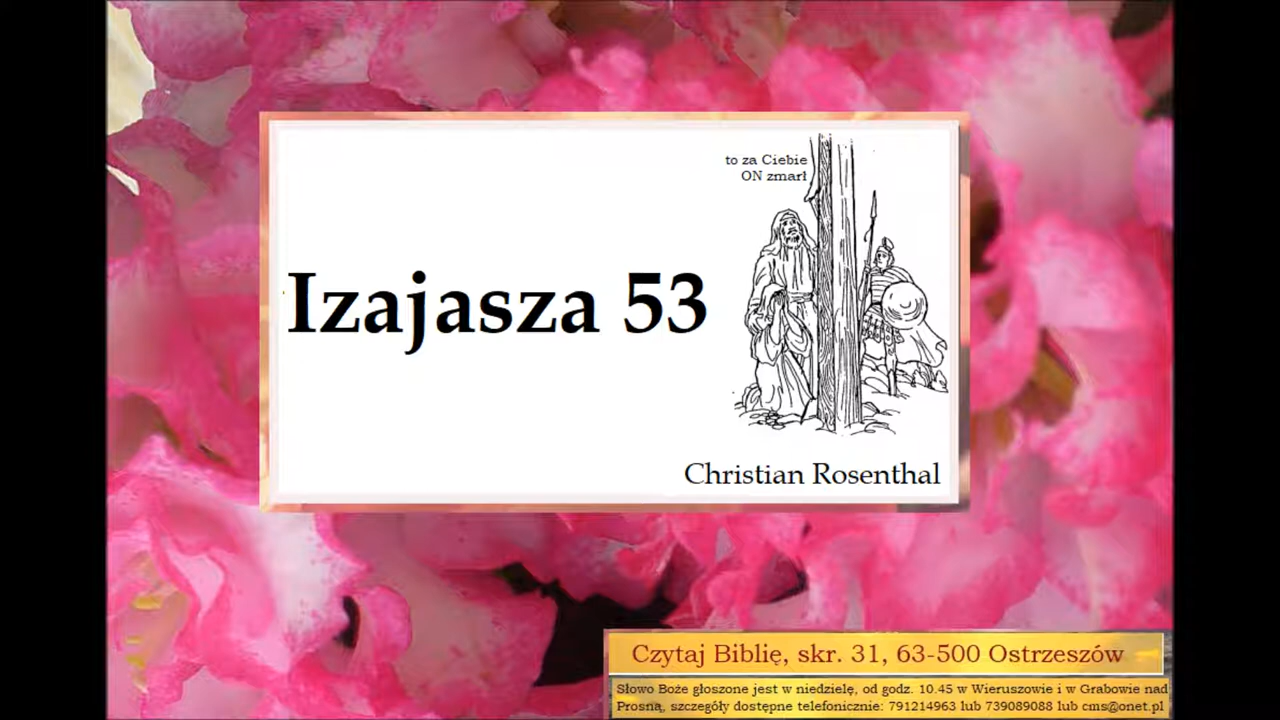 to za Ciebie
ON zmarł
Izajasza 53
Christian Rosenthal
Czytaj Biblię, skr. 31, 63-500 Ostrzeszów
Słowo Boże głoszone jest w niedzielę, od godz. 10.45 w Wieruszowie i w Grabowie nad
Prosną, szczegóły dostępne telefonicznie: 791214963 lub 739089088 lub cms@onet.pl